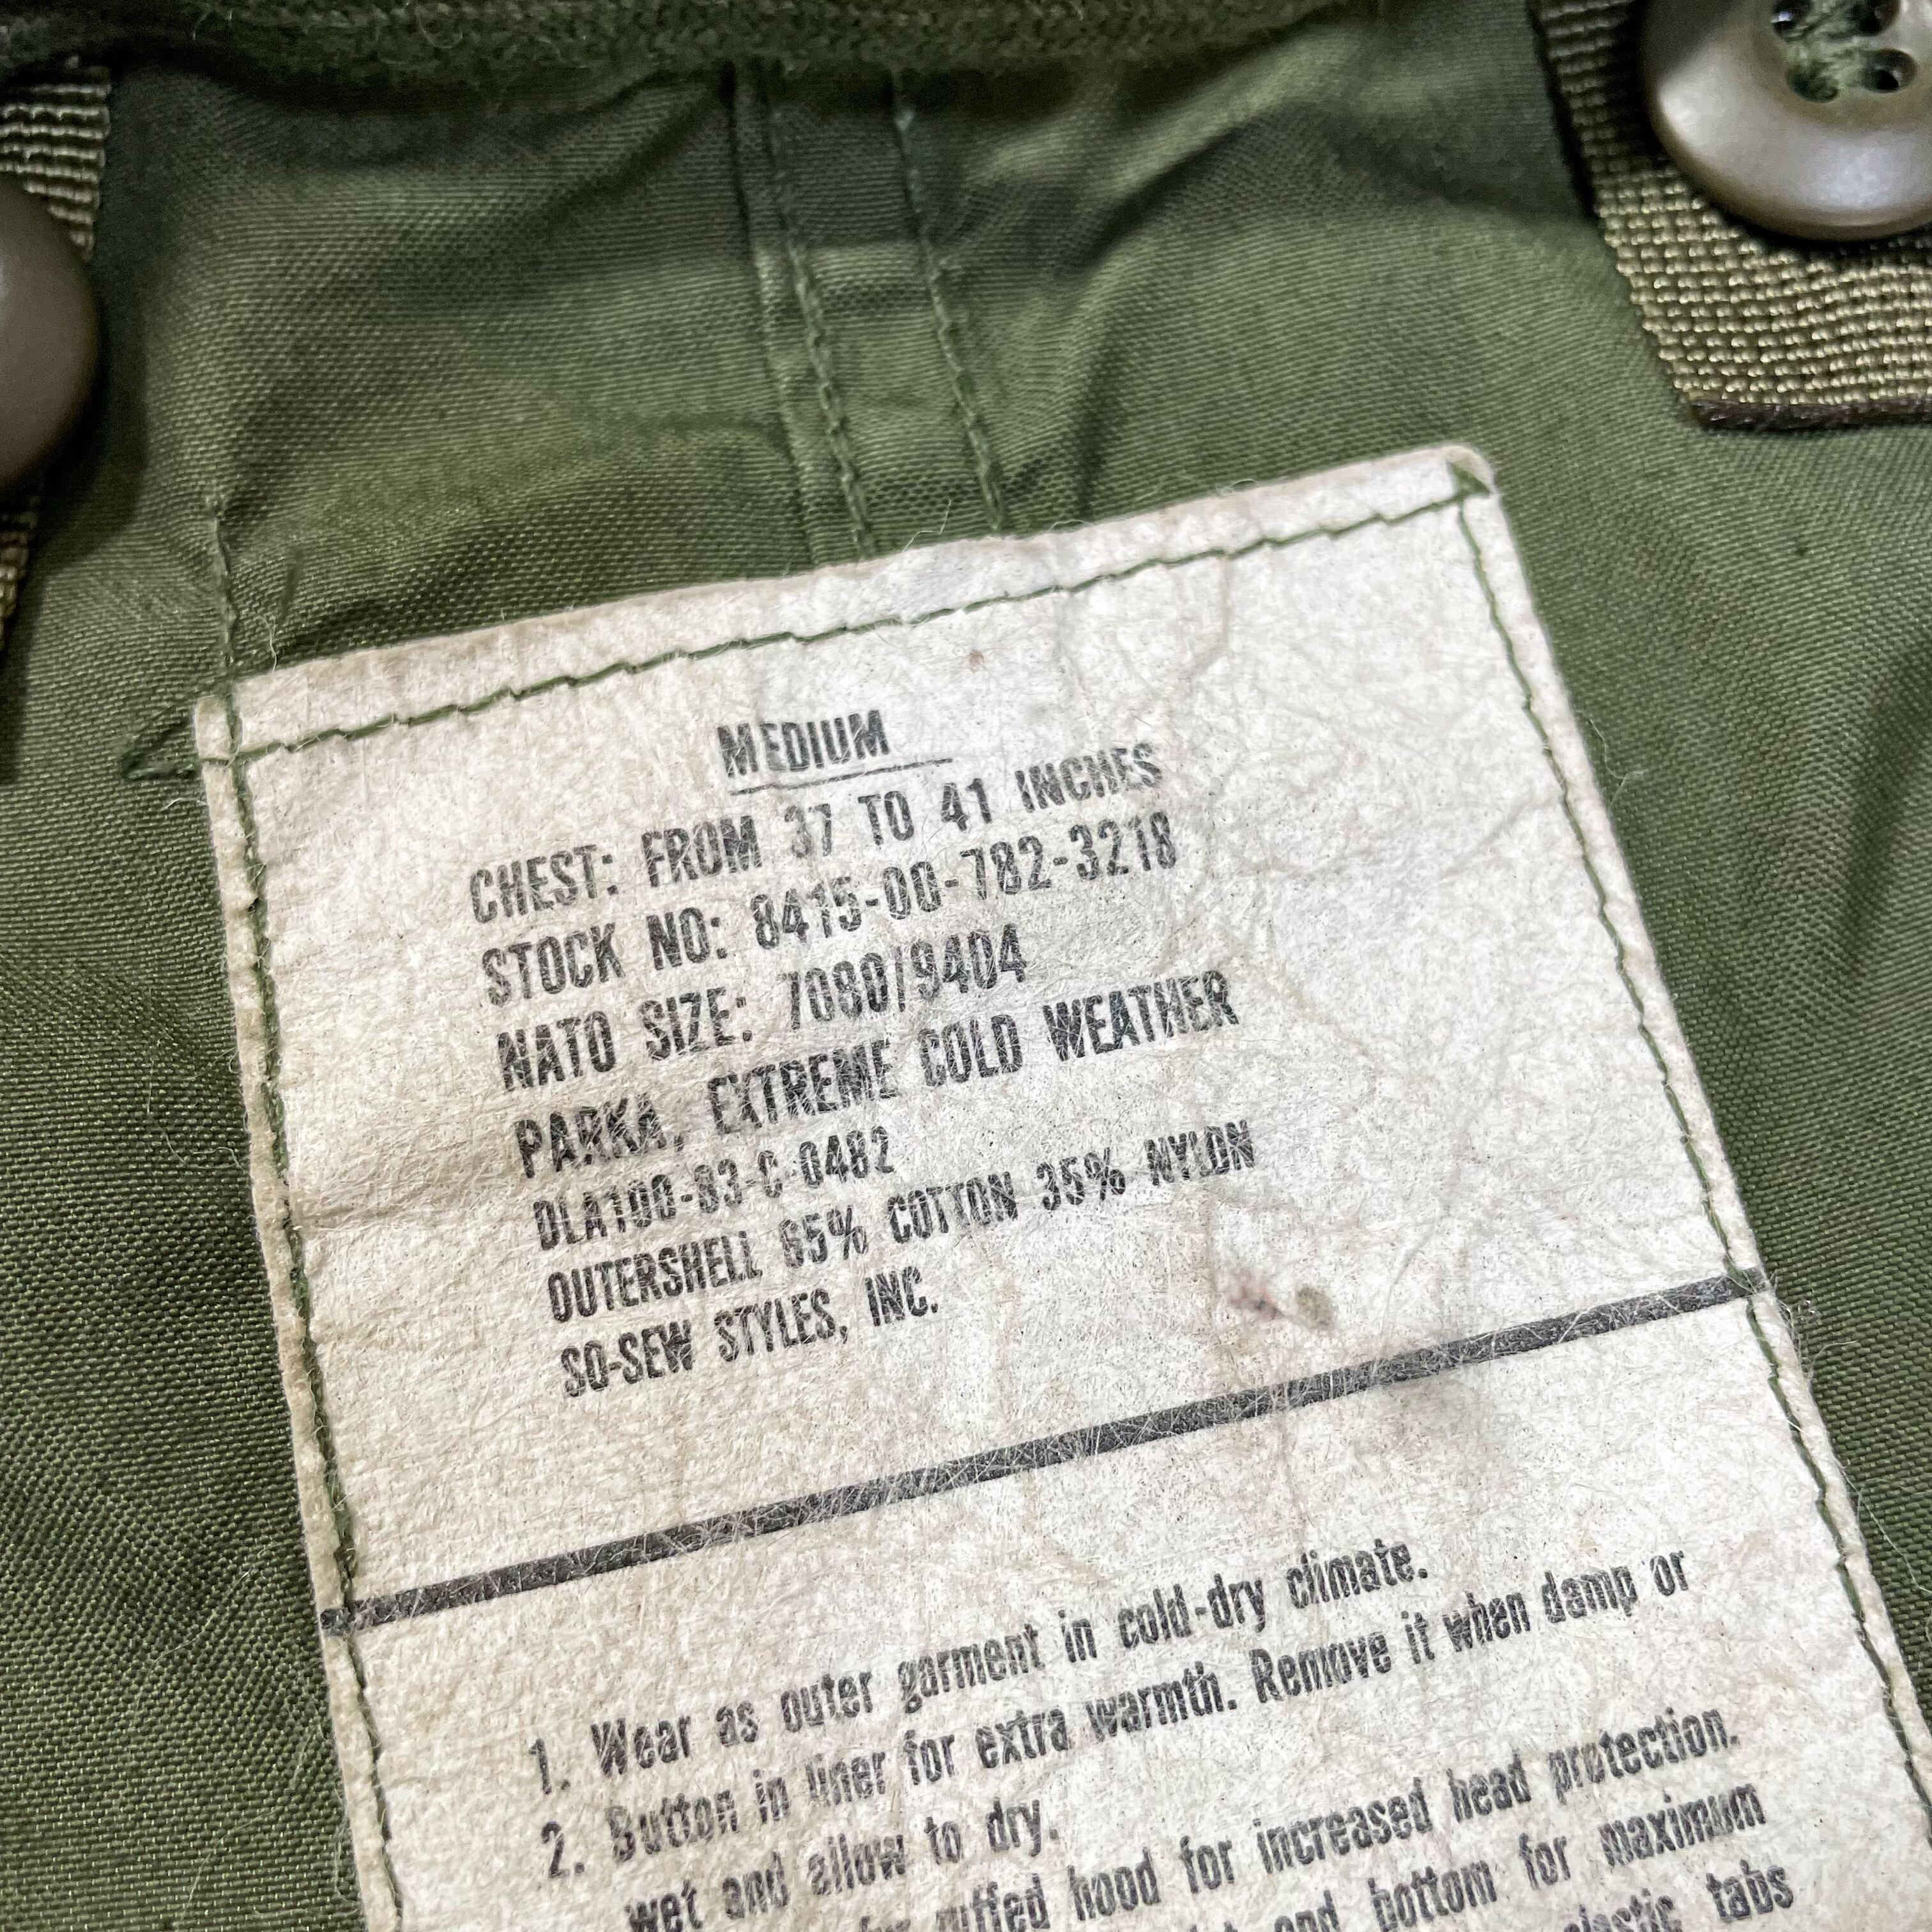 MEDIUM
CHEST: FROM 37 TO 41 INCHES
STOCK NO: 8415-00-782-3218
NATO SIZE: 7080/9404
PARKA, EXTREME COLD WEATHER
DLA100-83-C-0482
OUTERSHELL 65% COTTON 35% NYLON
SO-SEW STYLES, INC.
1. Wear as outer garment in cold-dry climate.
2. Button in liner for extra warmth. Remove it when damp or
wet and allow to dry.
ruffed hood for increased head protection.
and bottom for maximum
elastic tabs